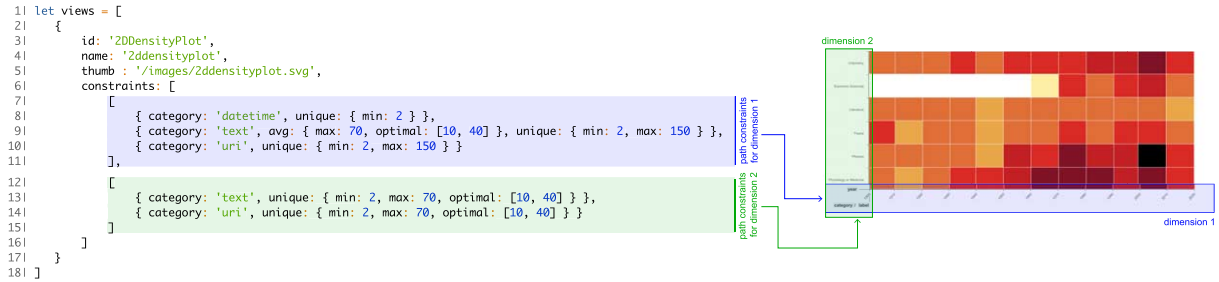 1| let views = [
2| {
3| id: '2DDensityPlot',
4| name: '2ddensityplot',
5| thumb : '/images/2ddensityplot.svg',
6| constraints: [
7| [
8| { category: 'datetime', unique: { min: 2 } },
9| { category: 'text', avg: { max: 70, optimal: [10, 40] }, unique: { min: 2, max: 150 } },
10| { category: 'uri', unique: { min: 2, max: 150 } }
11| ],
12| [
13| { category: 'text', unique: { min: 2, max: 70, optimal: [10, 40] } },
14| { category: 'uri', unique: { min: 2, max: 70, optimal: [10, 40] } }
15| ]
16| ]
17| }
18| ]
path constraints
for dimension 1
path constraints
for dimension 2
dimension 2
year
category | label
dimension 1